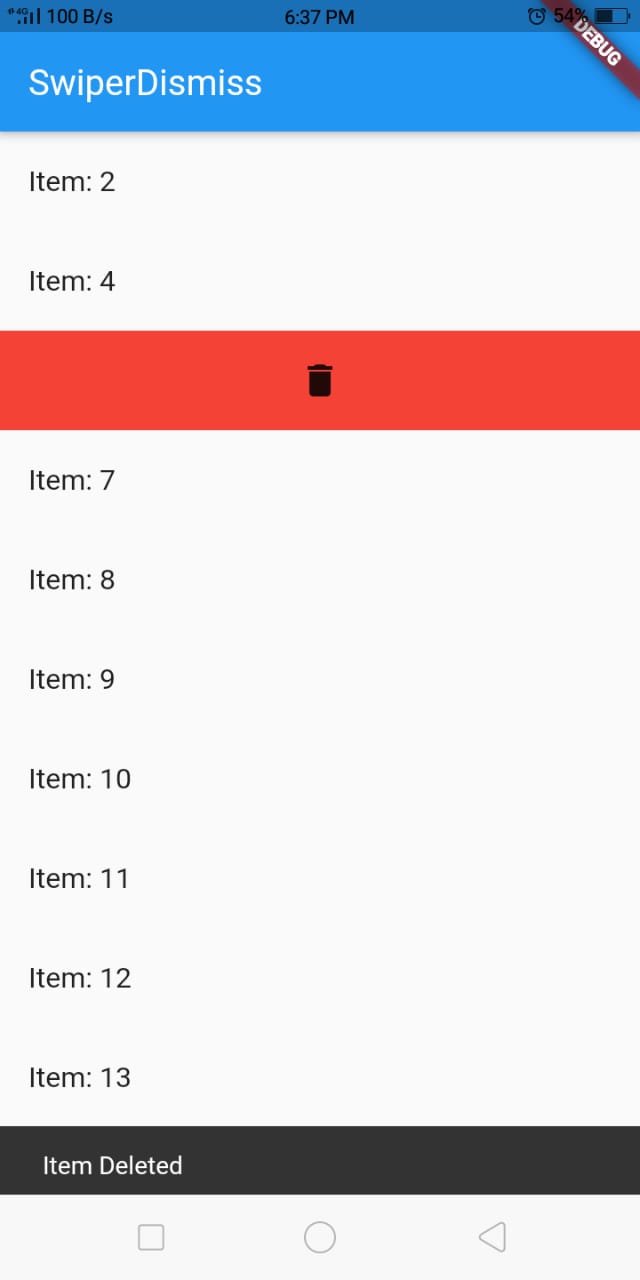 4G 100 B/s 6:37 PM 54%
DEBUG
SwiperDismiss
Item: 2
Item: 4
Item: 7
Item: 8
Item: 9
Item: 10
Item: 11
Item: 12
Item: 13
Item Deleted